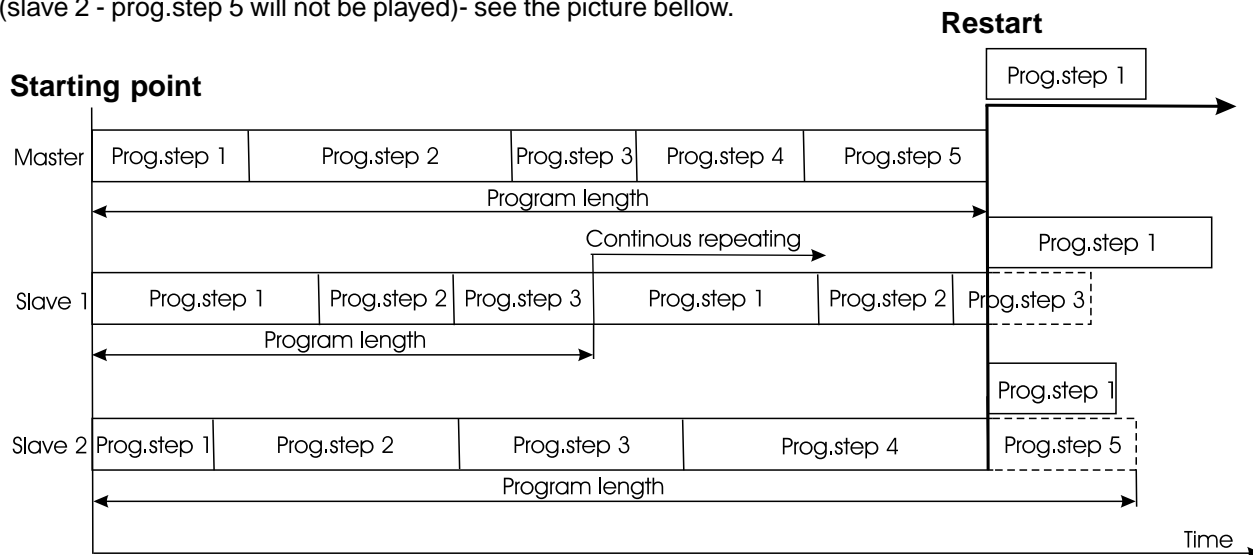 (slave 2 - prog.step 5 will not be played)- see the picture bellow.
Restart
Prog.step 1
Starting point
Master Prog.step 1 Prog.step 2 Prog.step 3 Prog.step 4 Prog.step 5
Program length
Continous repeating
Prog.step 1
Slave 1 Prog.step 1 Prog.step 2 Prog.step 3 Prog.step 1 Prog.step 2 Prog.step 3
Program length
Prog.step 1
Slave 2 Prog.step 1 Prog.step 2 Prog.step 3 Prog.step 4 Prog.step 5
Program length
Time